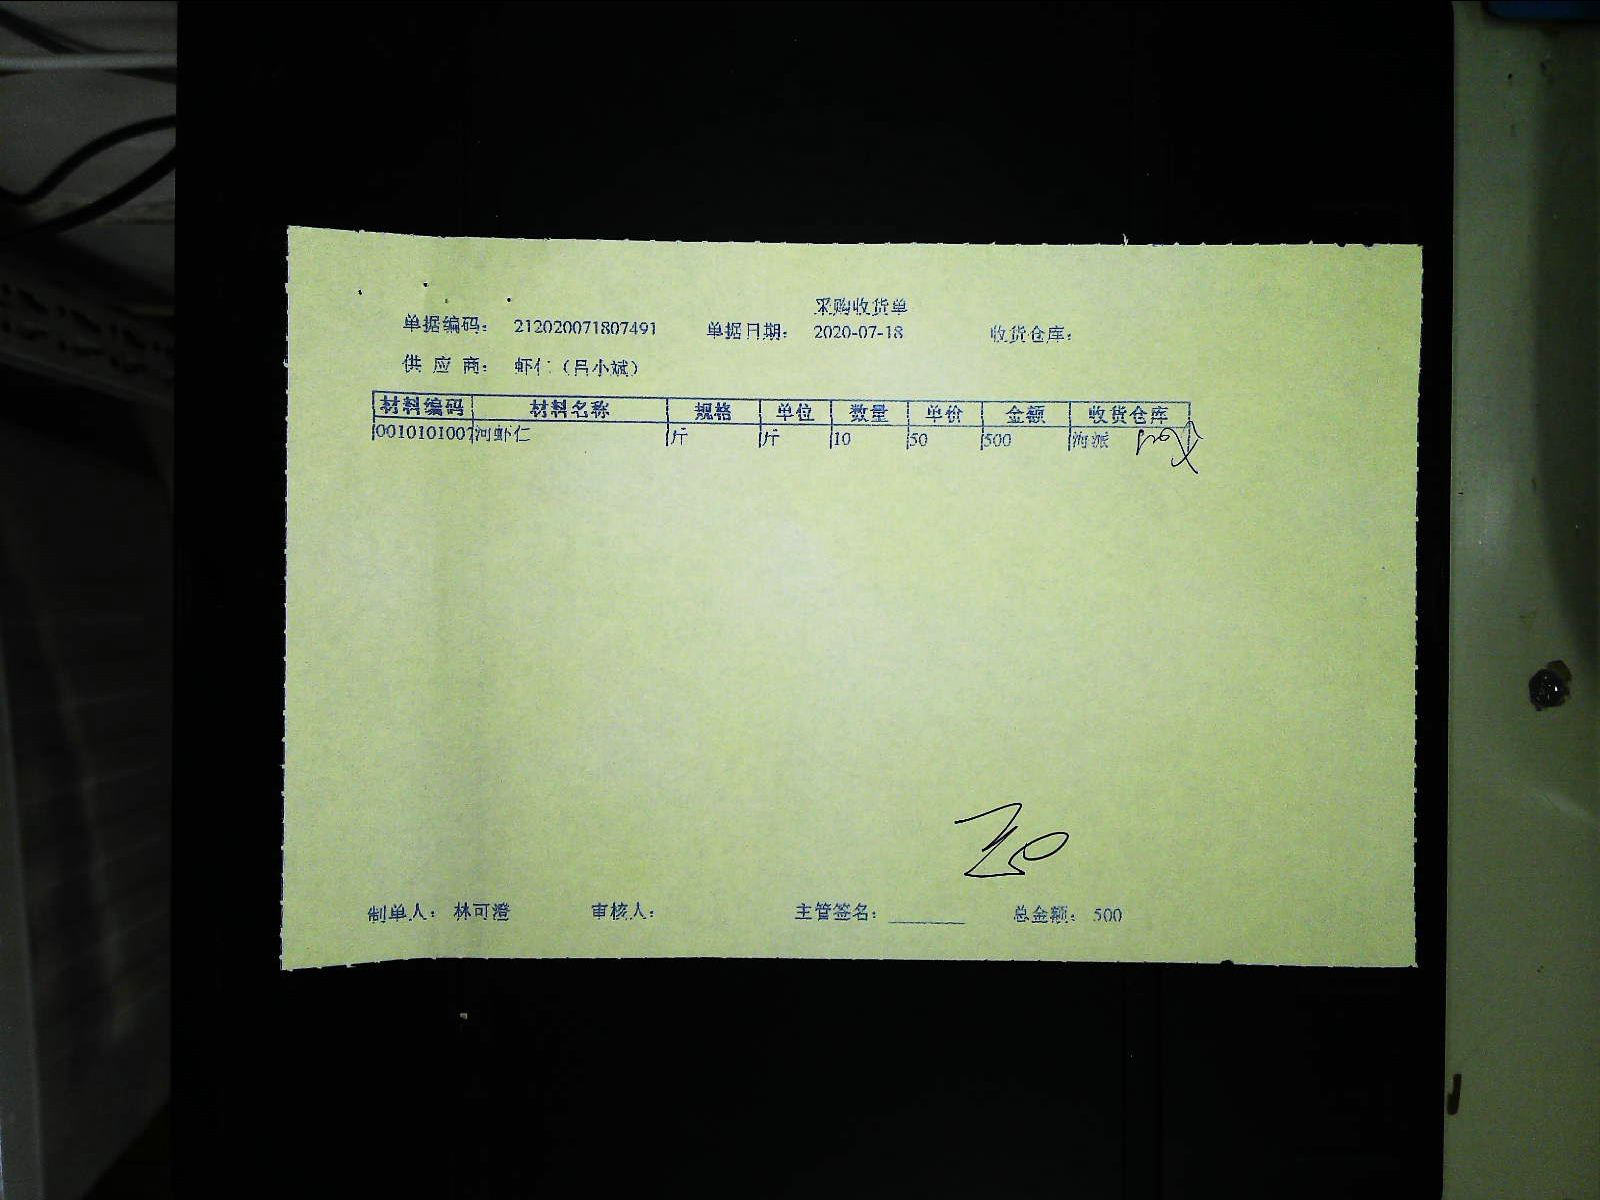 采购收货单
单据编码： 212020071807491 单据日期： 2020-07-18 收货仓库：
供 应 商： 虾仁（吕小斌）
材料编码 材料名称 规格 单位 数量 单价 金额 收货仓库
0010101007 河虾仁 斤 斤 10 50 500 海派
制单人： 林可澄 审核人： 主管签名： ________ 总金额： 500